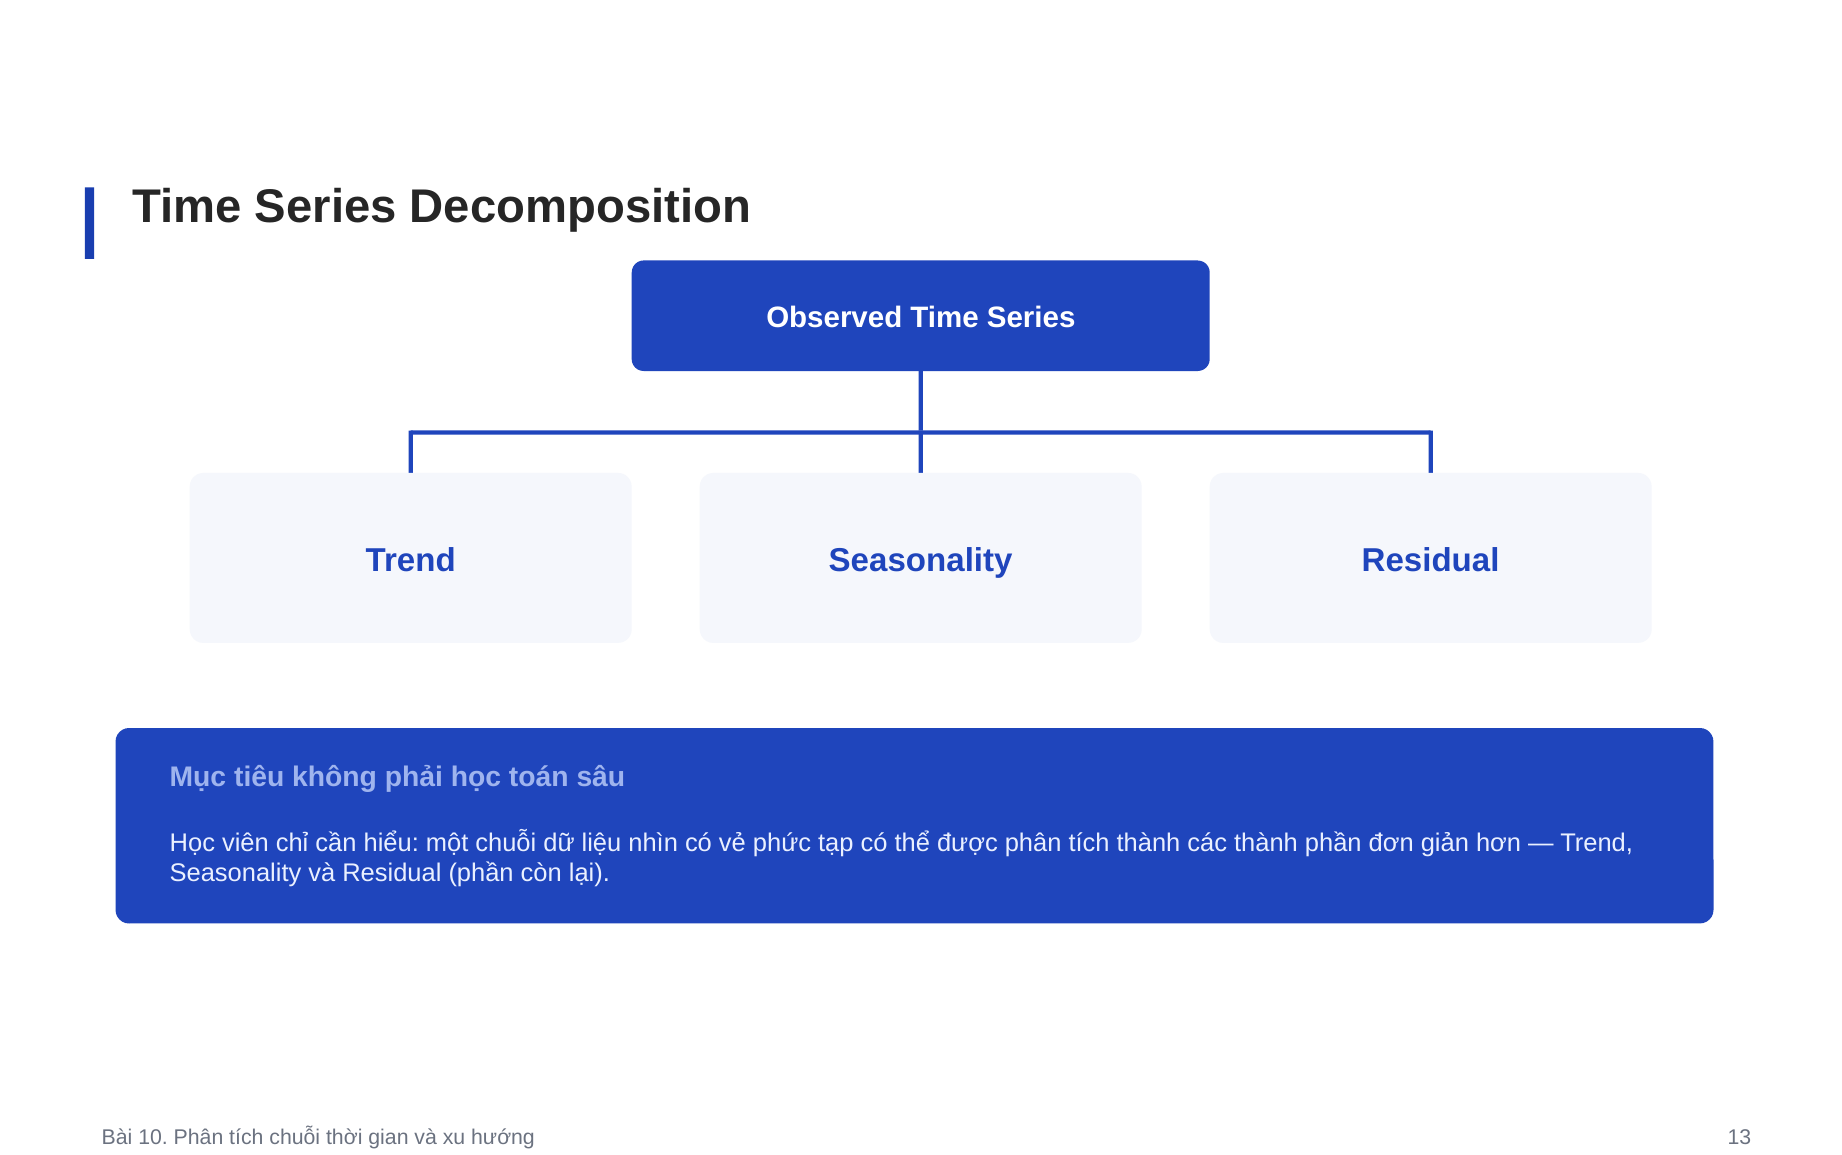 Time Series Decomposition
Observed Time Series
Trend
Seasonality
Residual
Mục tiêu không phải học toán sâu
Học viên chỉ cần hiểu: một chuỗi dữ liệu nhìn có vẻ phức tạp có thể được phân tích thành các thành phần đơn giản hơn — Trend,
Seasonality và Residual (phần còn lại).
Bài 10. Phân tích chuỗi thời gian và xu hướng
13